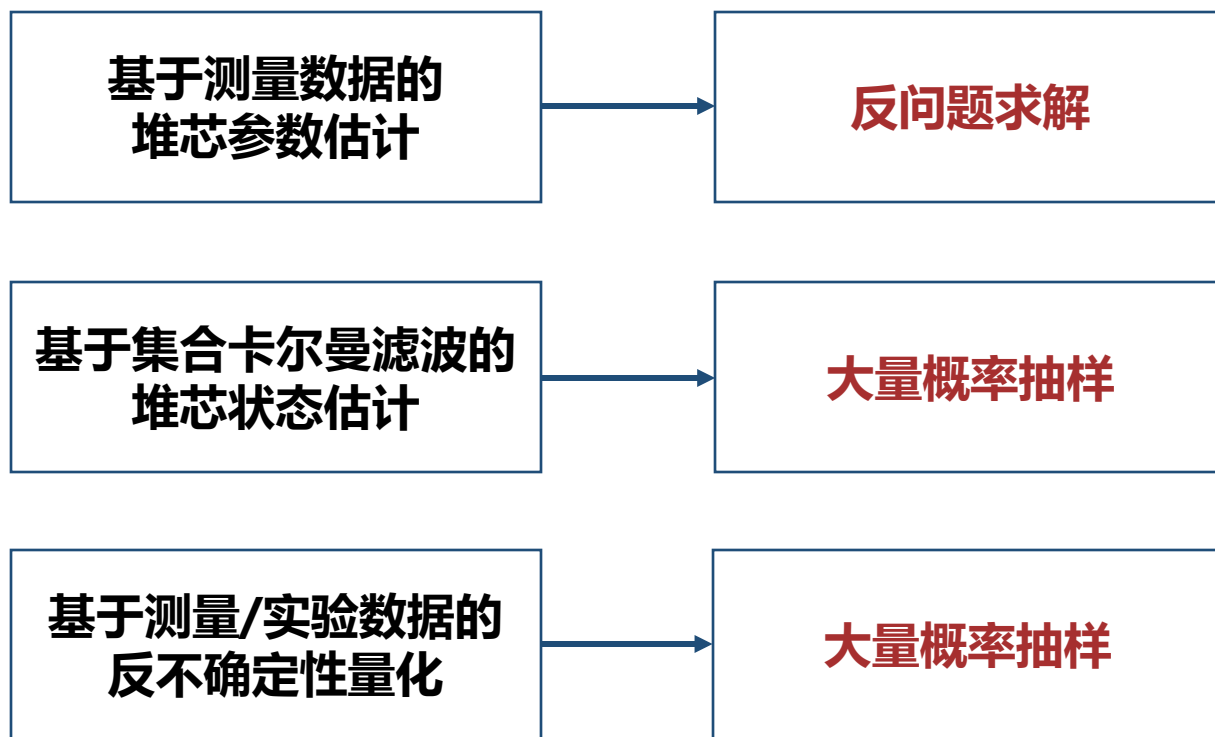 基于测量数据的
堆芯参数估计
反问题求解
基于集合卡尔曼滤波的
堆芯状态估计
大量概率抽样
基于测量/实验数据的
反不确定性量化
大量概率抽样